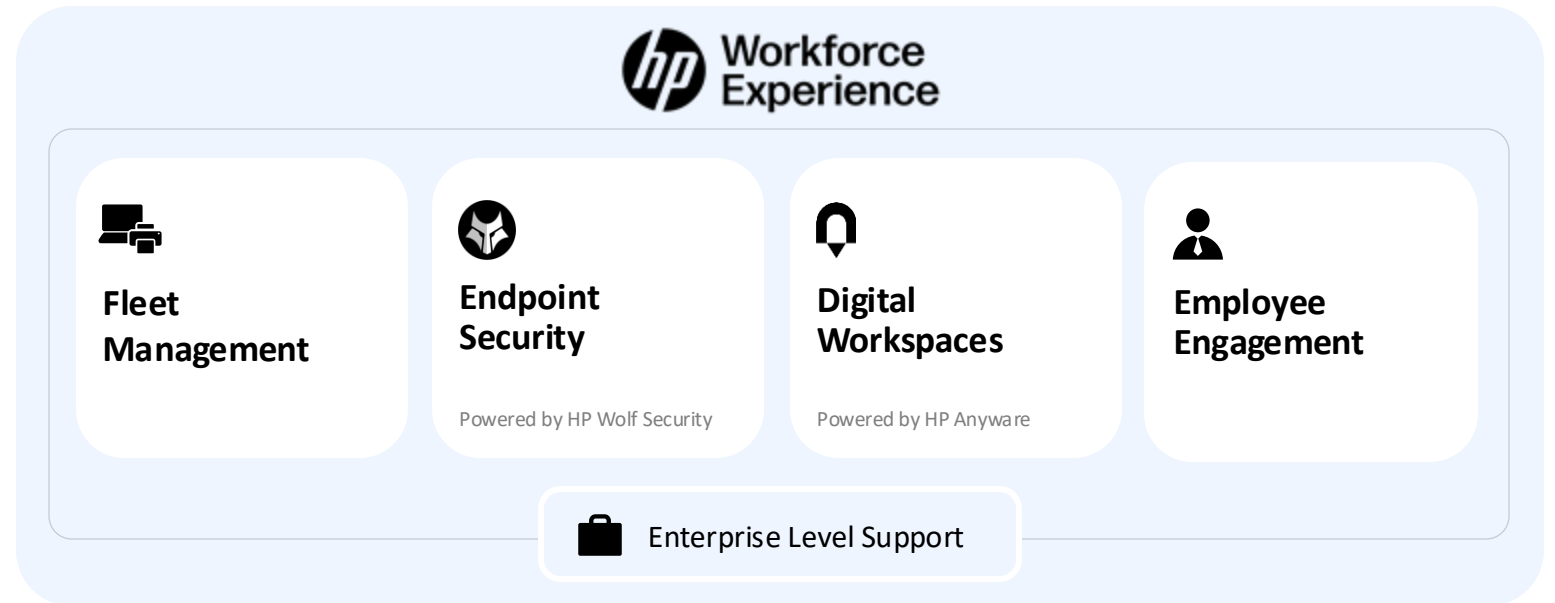 hp
Workforce
Experience
Fleet
Management
Endpoint
Security
Powered by HP Wolf Security
Digital
Workspaces
Powered by HP Anyware
Employee
Engagement
Enterprise Level Support